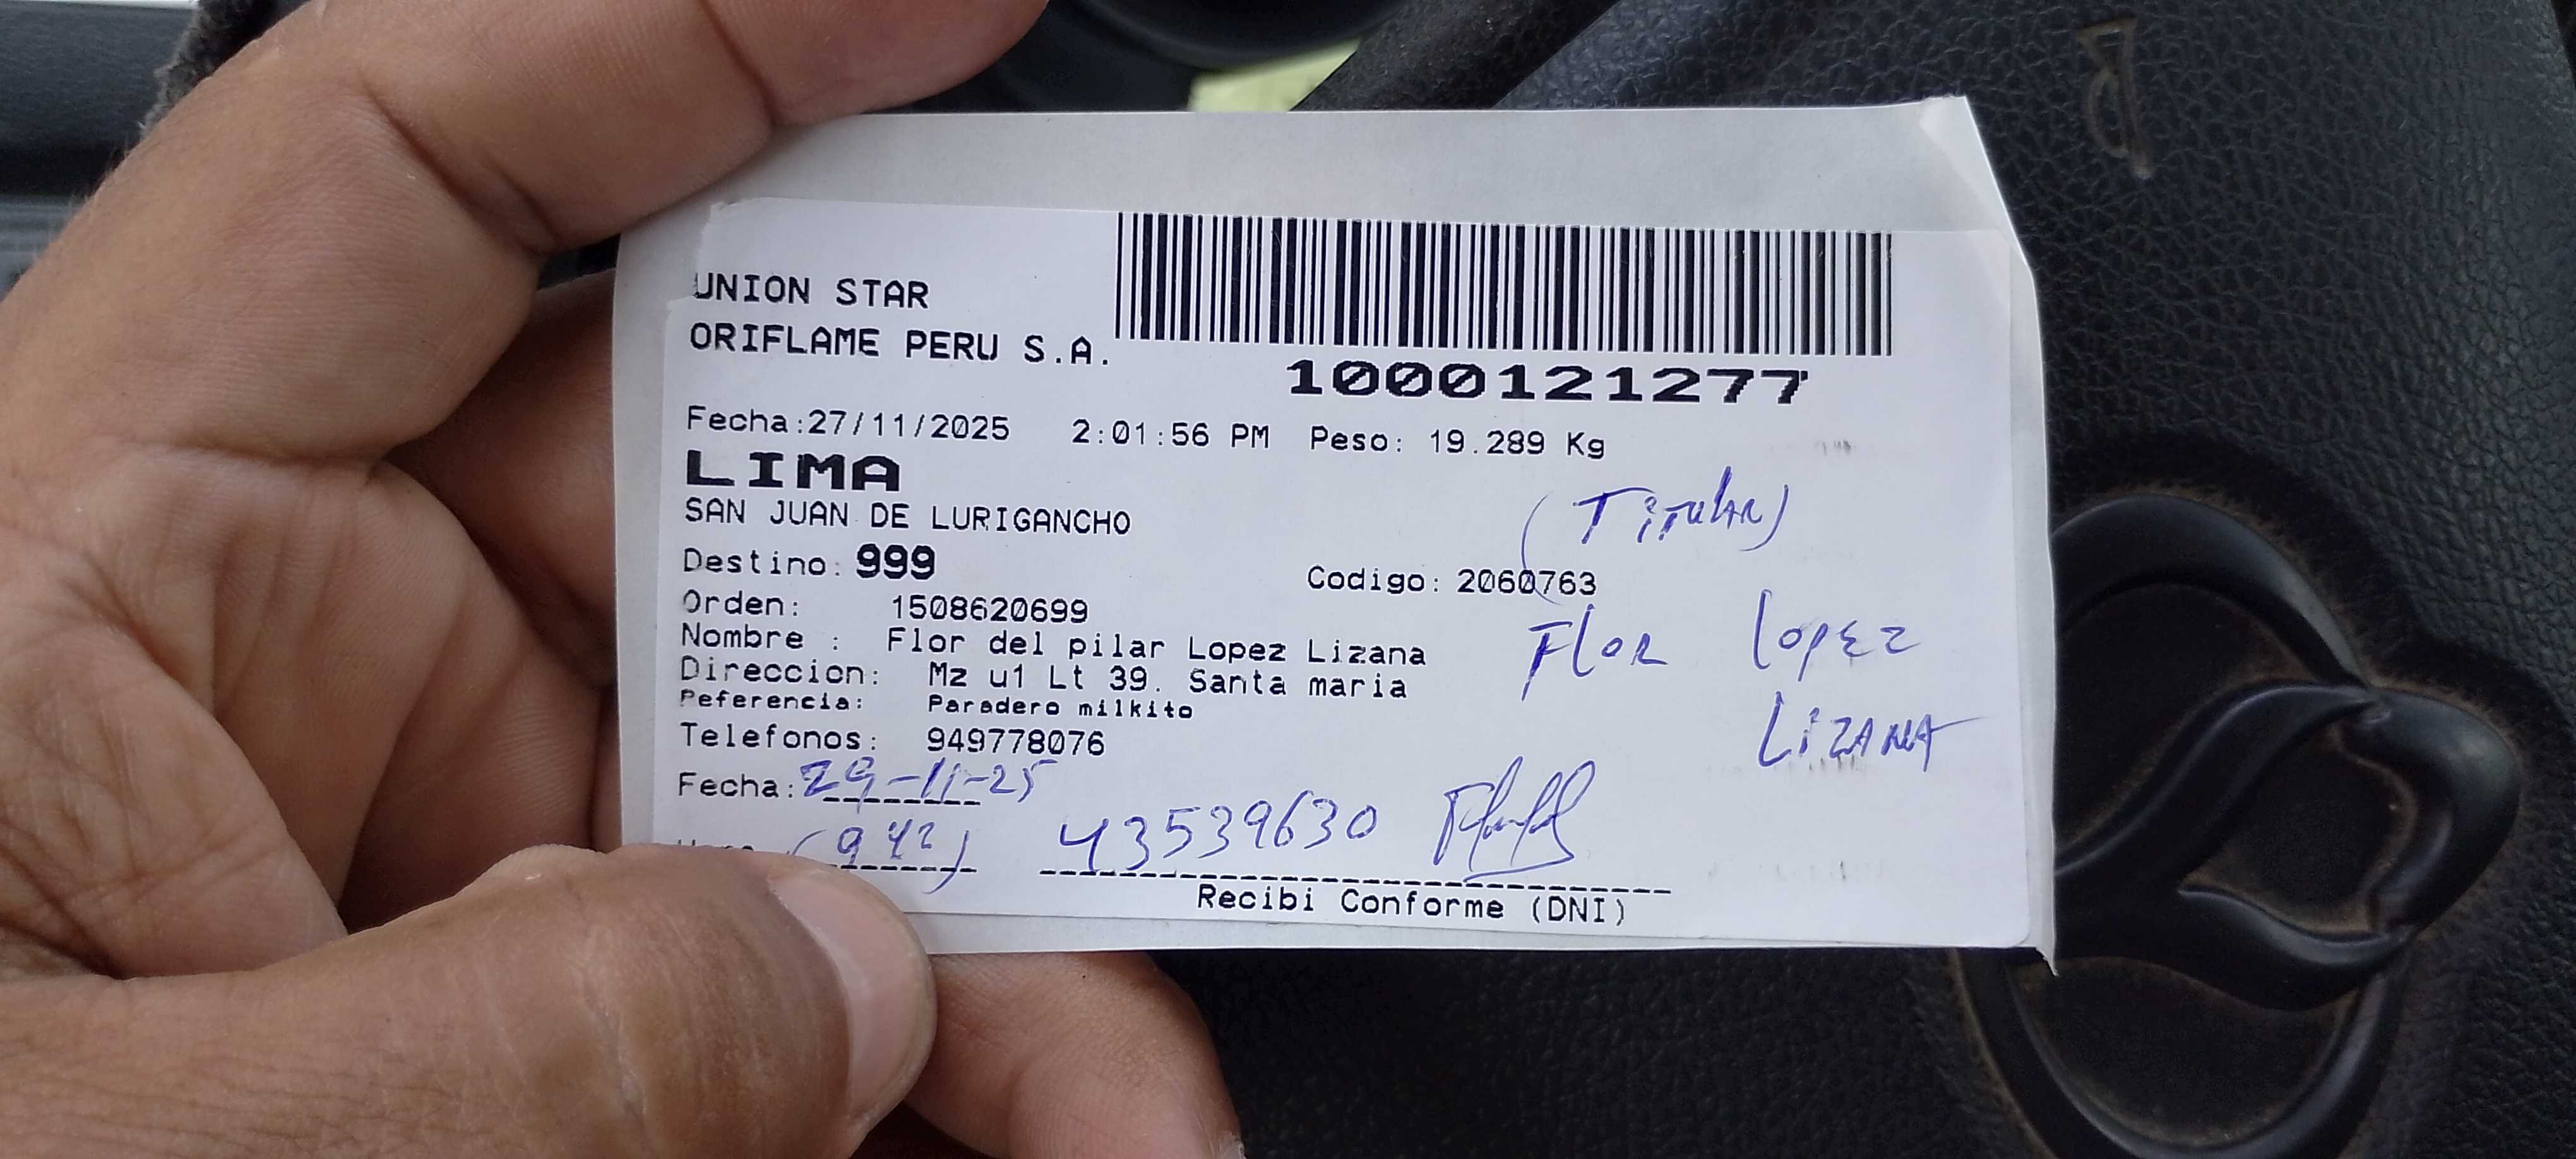 UNION STAR
ORIFLAME PERU S.A.
1000121277
Fecha:27/11/2025 2:01:56 PM Peso: 19.289 Kg
LIMA
SAN JUAN DE LURIGANCHO
(Titular)
Destino: 999
Codigo: 2060763
Orden: 1508620699
Nombre : Flor del pilar Lopez Lizana
Flor Lopez
Direccion: Mz u1 Lt 39. Santa maria
Referencia: Paradero milkito
Lizana
Telefonos: 949778076
Fecha: 29-11-25
(942)
43539630
Recibi Conforme (DNI)